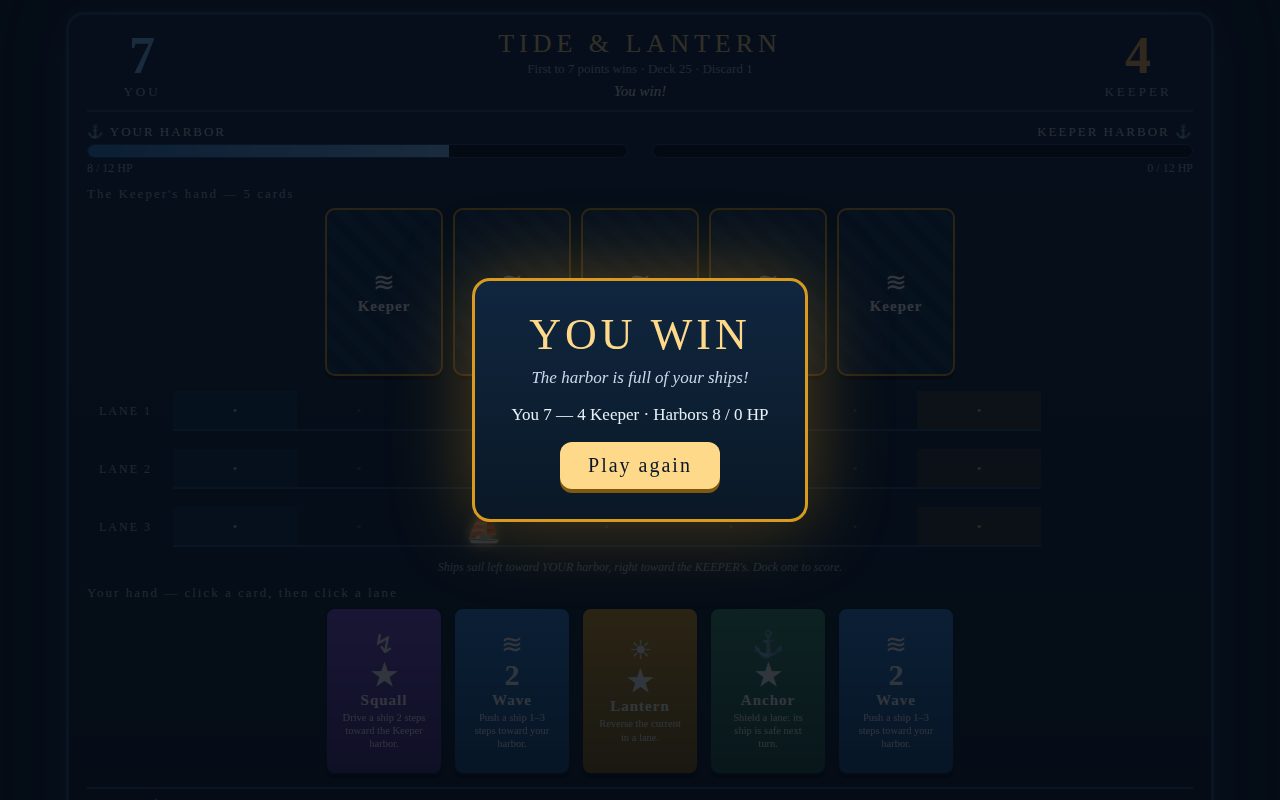 7
YOU
TIDE & LANTERN
First to 7 points wins · Deck 25 · Discard 1
You win!
4
KEEPER
⚓ YOUR HARBOR
KEEPER HARBOR ⚓
8 / 12 HP
0 / 12 HP
The Keeper's hand — 5 cards
Keeper
Keeper
YOU WIN
The harbor is full of your ships!
You 7 — 4 Keeper · Harbors 8 / 0 HP
Play again
LANE 1
LANE 2
LANE 3
Ships sail left toward YOUR harbor, right toward the KEEPER's. Dock one to score.
Your hand — click a card, then click a lane
Squall
Drive a ship 2 steps
toward the Keeper
harbor.
2
Wave
Push a ship 1–3
steps toward your
harbor.
Lantern
Reverse the current
in a lane.
Anchor
Shield a lane: its
ship is safe next
turn.
2
Wave
Push a ship 1–3
steps toward your
harbor.